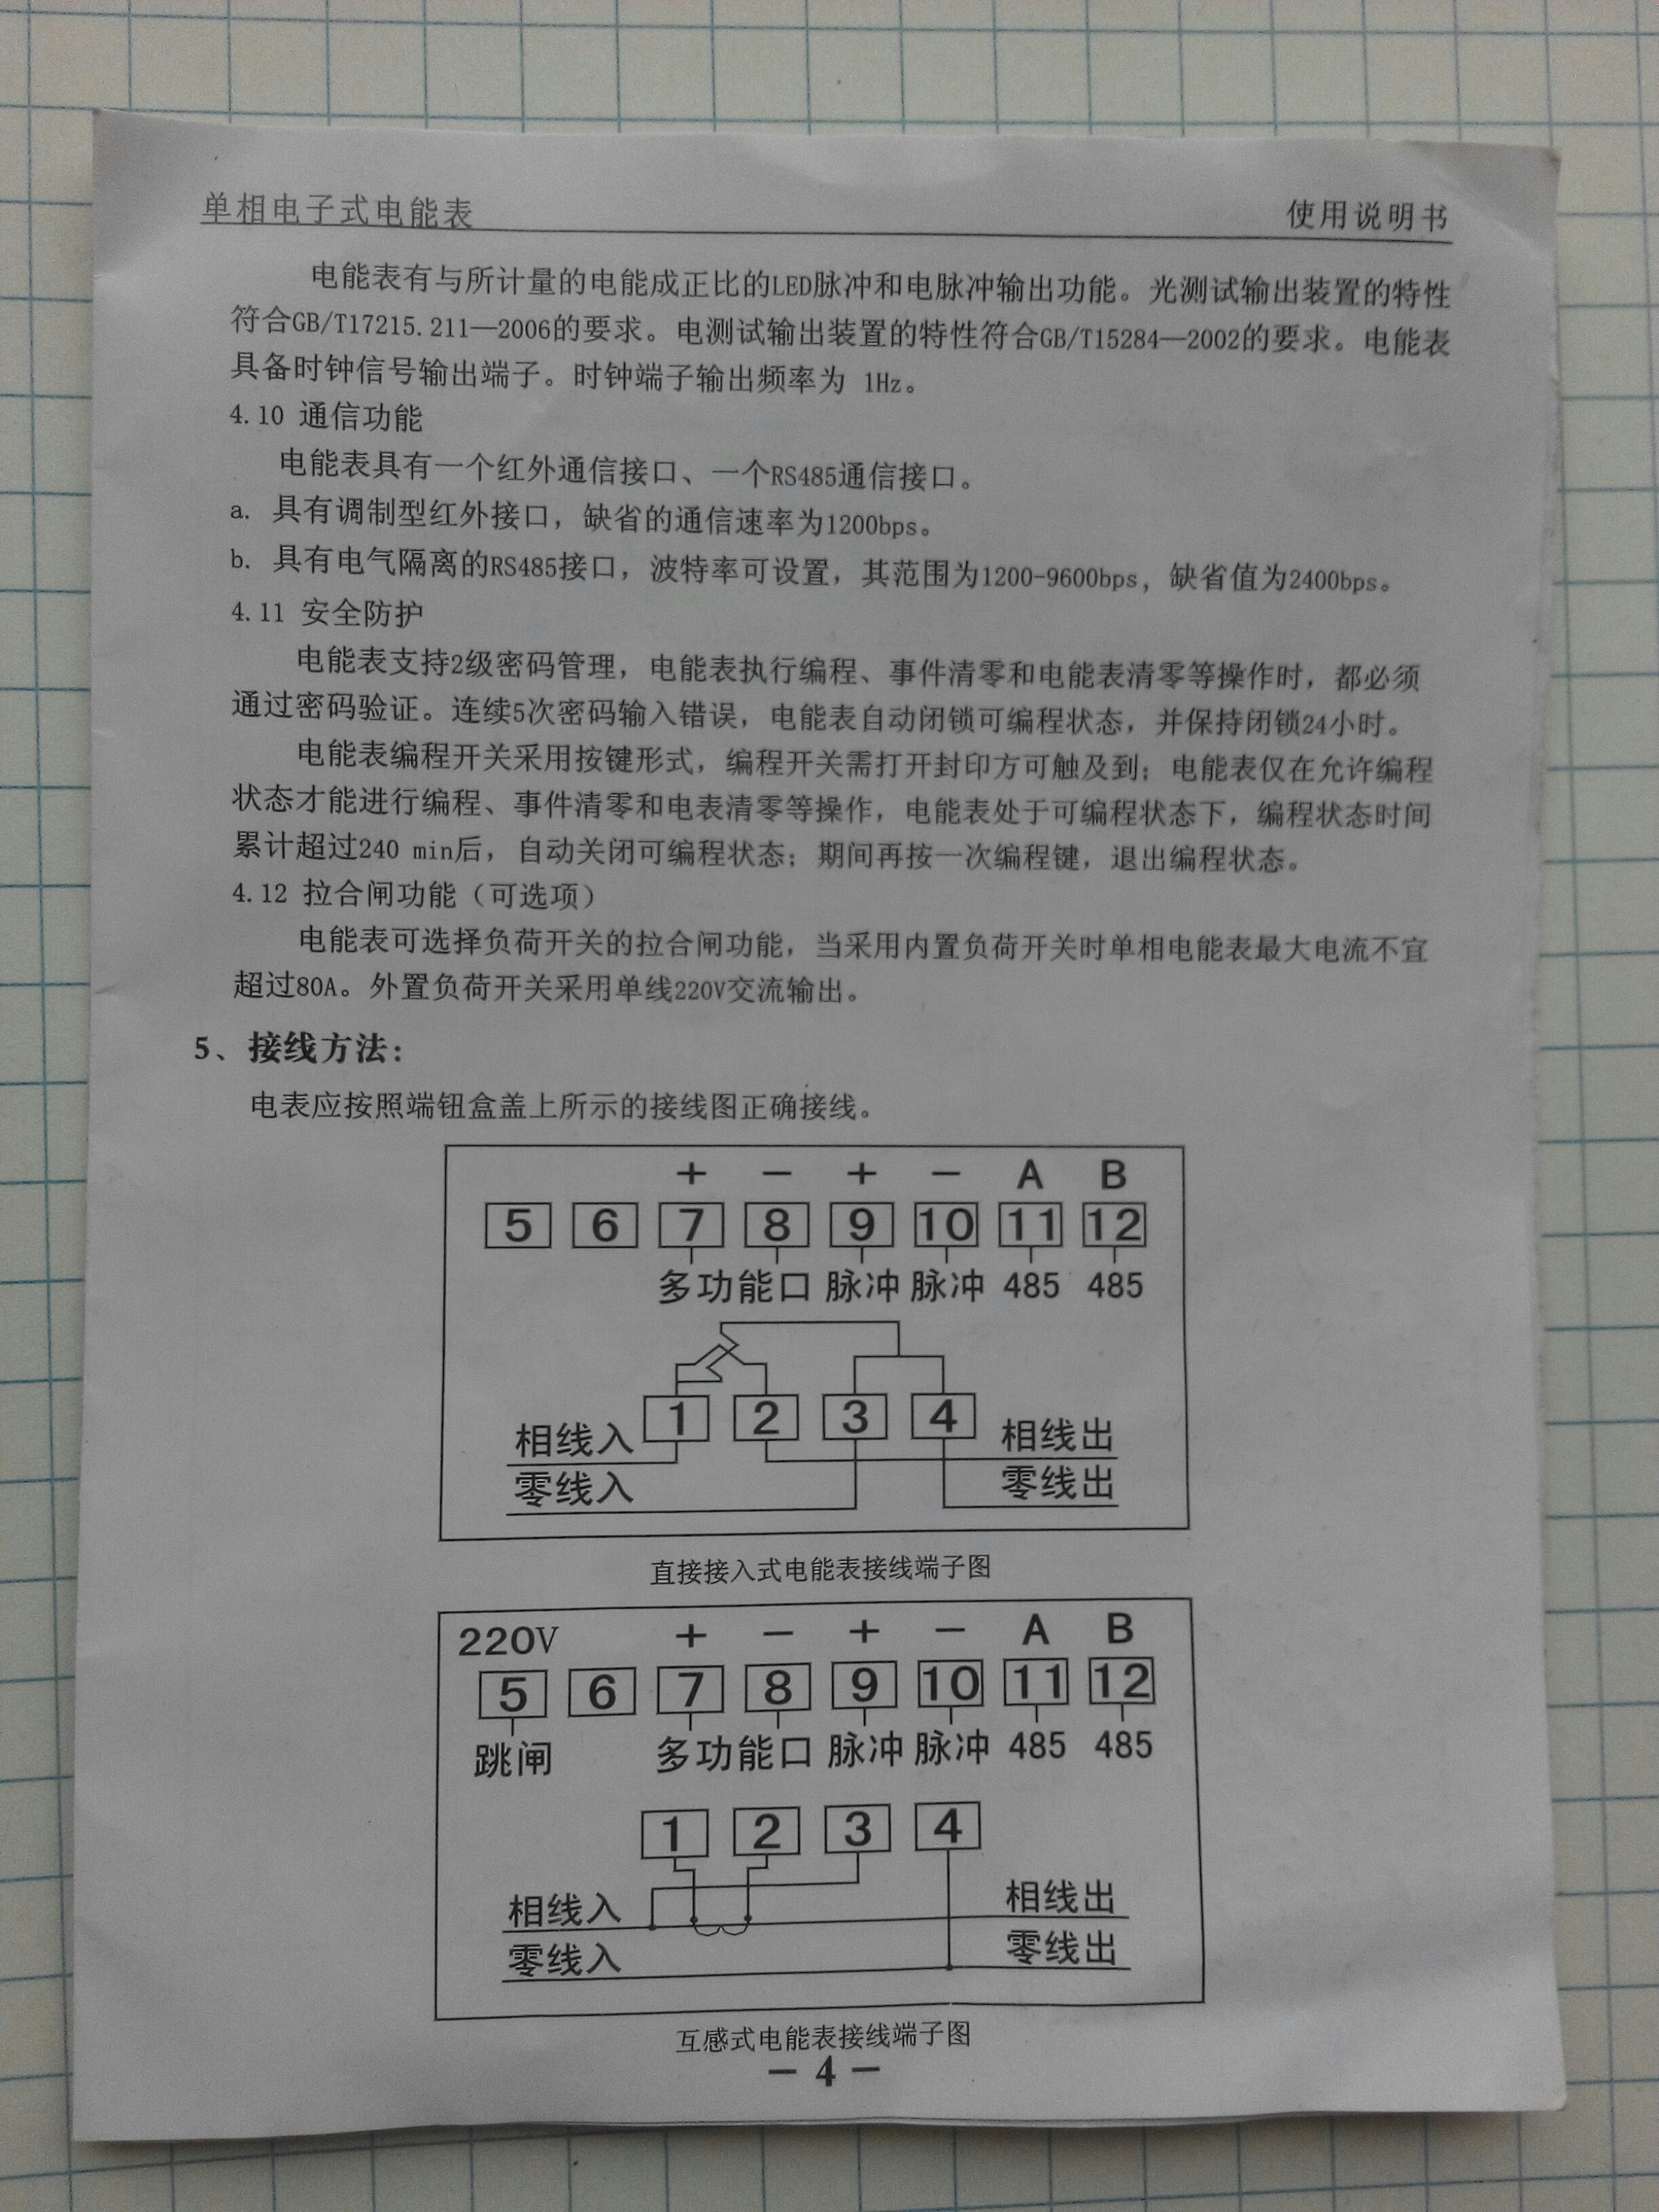 单相电子式电能表 使用说明书
电能表有与所计量的电能成正比的LED脉冲和电脉冲输出功能。光测试输出装置的特性
符合GB/T17215.211—2006的要求。电测试输出装置的特性符合GB/T15284—2002的要求。电能表
具备时钟信号输出端子。时钟端子输出频率为 1Hz。
4.10 通信功能
电能表具有一个红外通信接口、一个RS485通信接口。
a. 具有调制型红外接口，缺省的通信速率为1200bps。
b. 具有电气隔离的RS485接口，波特率可设置，其范围为1200-9600bps，缺省值为2400bps。
4.11 安全防护
电能表支持2级密码管理，电能表执行编程、事件清零和电能表清零等操作时，都必须
通过密码验证。连续5次密码输入错误，电能表自动闭锁可编程状态，并保持闭锁24小时。
电能表编程开关采用按键形式，编程开关需打开封印方可触及到；电能表仅在允许编程
状态才能进行编程、事件清零和电表清零等操作，电能表处于可编程状态下，编程状态时间
累计超过240 min后，自动关闭可编程状态；期间再按一次编程键，退出编程状态。
4.12 拉合闸功能（可选项）
电能表可选择负荷开关的拉合闸功能，当采用内置负荷开关时单相电能表最大电流不宜
超过80A。外置负荷开关采用单线220V交流输出。
5、接线方法：
电表应按照端钮盒盖上所示的接线图正确接线。
+ − + − A B
5 6 7 8 9 10 11 12
多功能口 脉冲 脉冲 485 485
1 2 3 4
相线入 相线出
零线入 零线出
直接接入式电能表接线端子图
220V + − + − A B
5 6 7 8 9 10 11 12
跳闸 多功能口 脉冲 脉冲 485 485
1 2 3 4
相线入 相线出
零线入 零线出
互感式电能表接线端子图
— 4 —